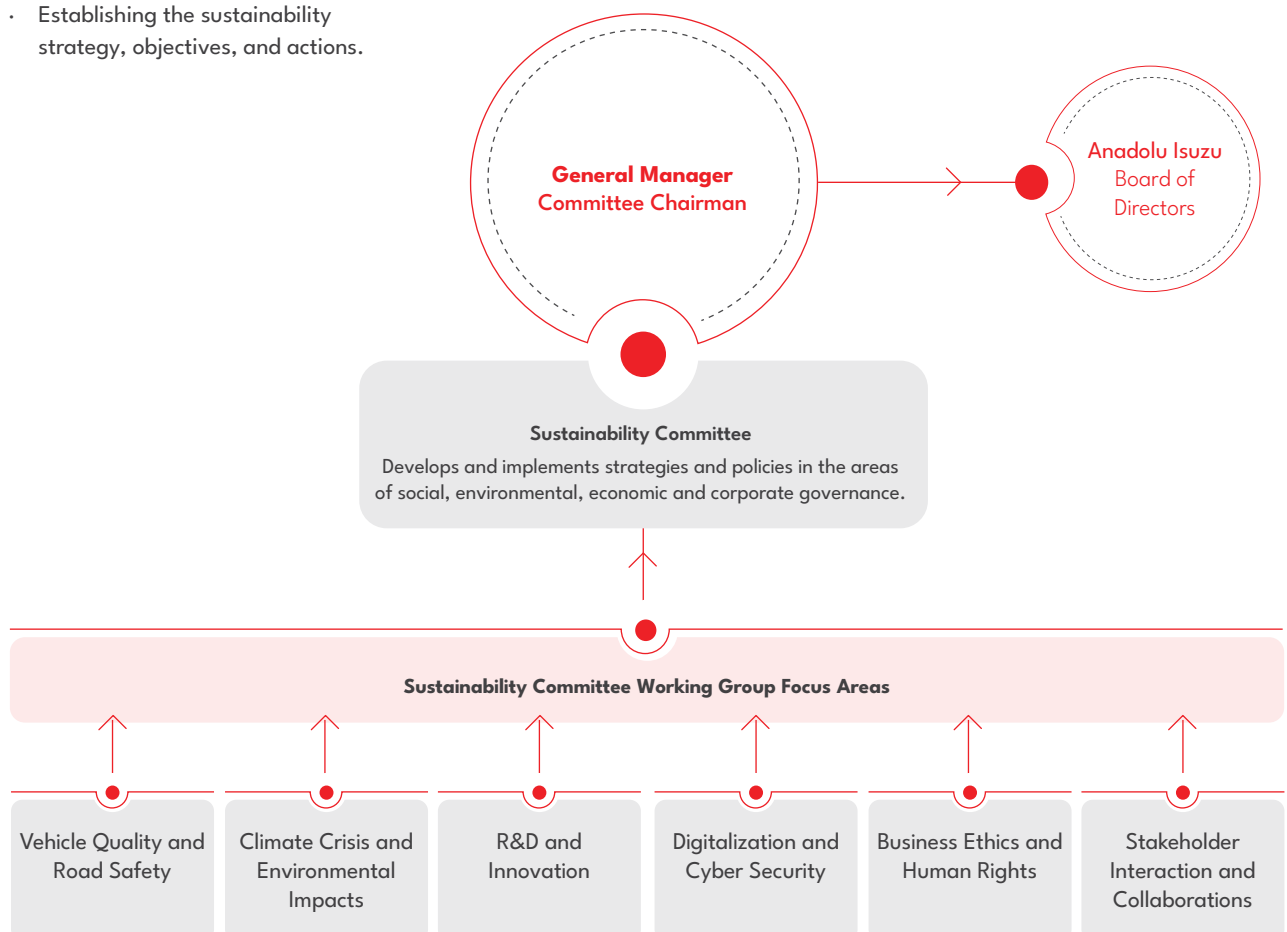 · Establishing the sustainability
strategy, objectives, and actions.
General Manager
Committee Chairman
Anadolu Isuzu
Board of
Directors
Sustainability Committee
Develops and implements strategies and policies in the areas
of social, environmental, economic and corporate governance.
Sustainability Committee Working Group Focus Areas
Vehicle Quality and
Road Safety
Climate Crisis and
Environmental
Impacts
R&D and
Innovation
Digitalization and
Cyber Security
Business Ethics and
Human Rights
Stakeholder
Interaction and
Collaborations